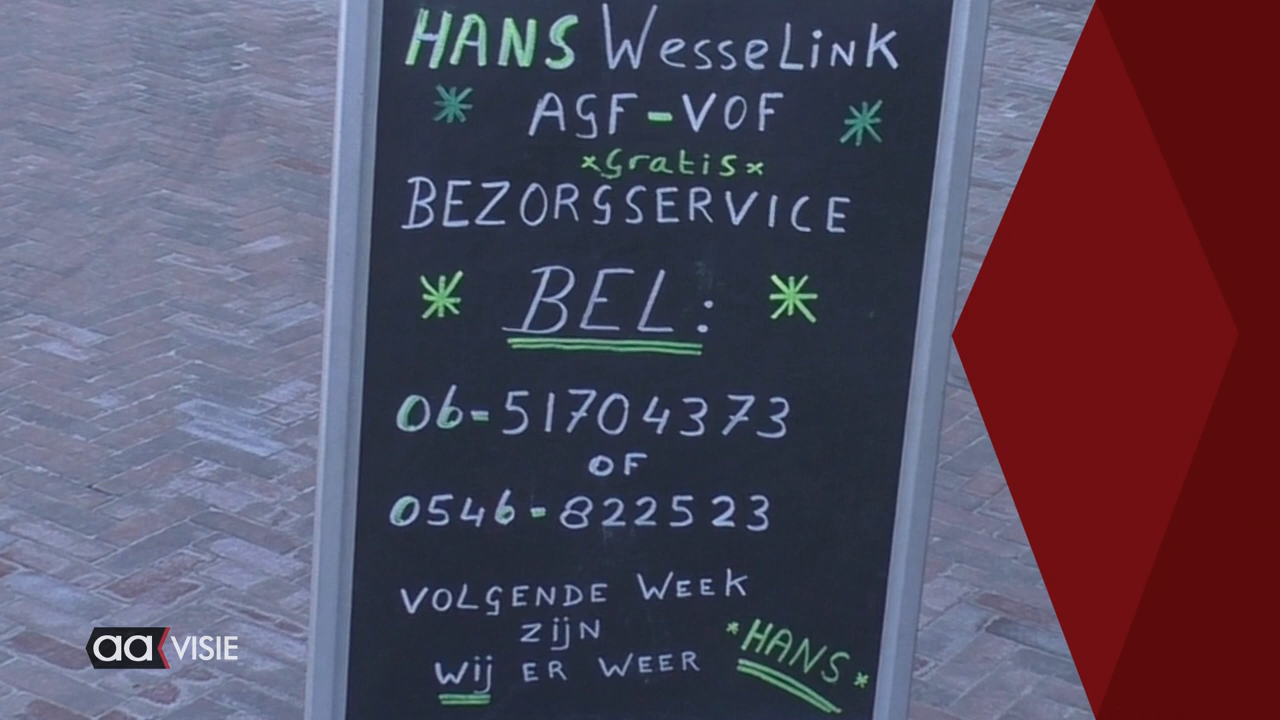 HANS WesseLiNK
AGF-VOF
xGratisx
BEZORGSERVICE
BEL:
06-51704373
OF
0546-822523
VOLGENDE WEEK
ZijN
wij ER WEER
HANS
aa VISIE